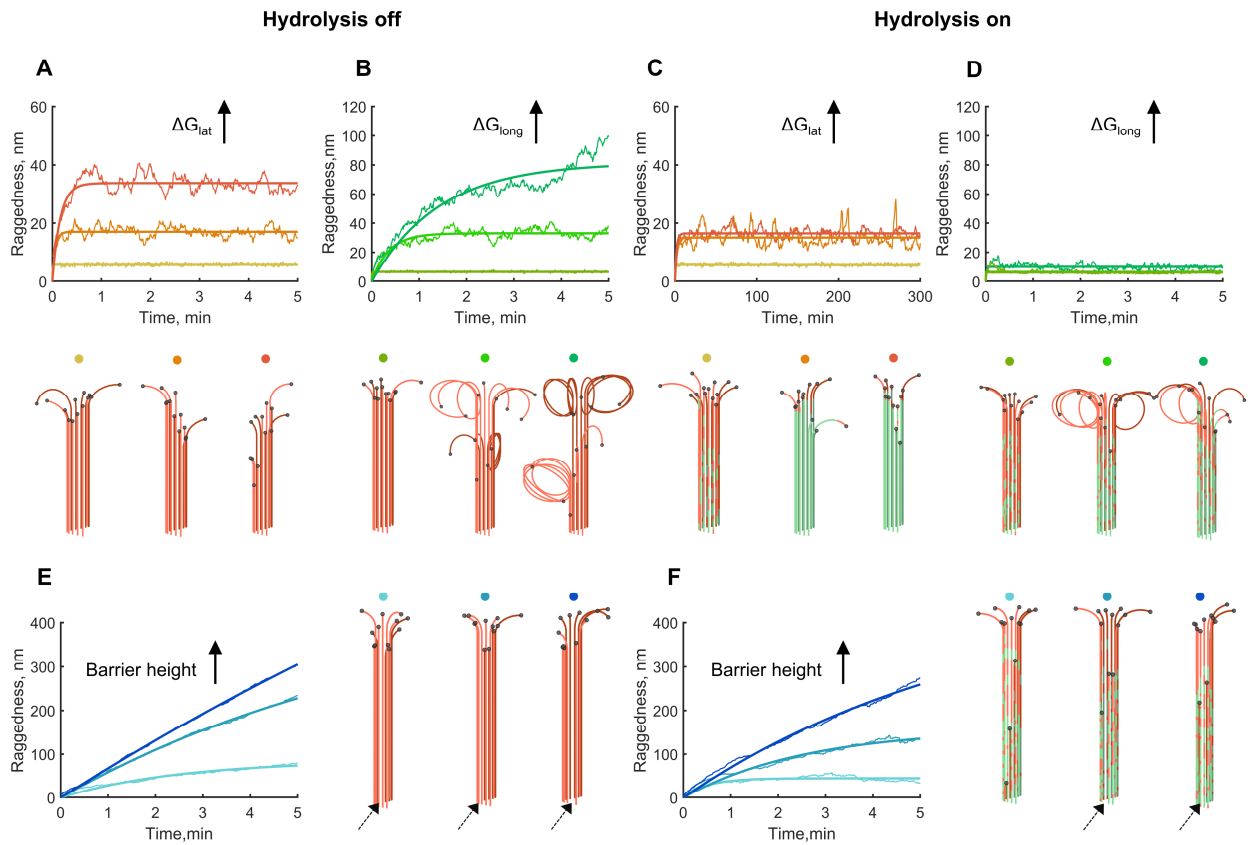 Hydrolysis off
Hydrolysis on
A
B
C
D
60
40
20
0
Raggedness, nm
ΔGlat
0 1 2 3 4 5
Time, min
120
100
80
60
40
20
0
Raggedness,nm
ΔGlong
0 1 2 3 4 5
Time, min
60
40
20
0
Raggedness, nm
ΔGlat
0 100 200 300
Time, min
120
100
80
60
40
20
0
Raggedness, nm
ΔGlong
0 1 2 3 4 5
Time,min
E
F
400
300
200
100
0
Raggedness, nm
Barrier height
0 1 2 3 4 5
Time,min
400
300
200
100
0
Raggedness, nm
Barrier height
0 1 2 3 4 5
Time,min